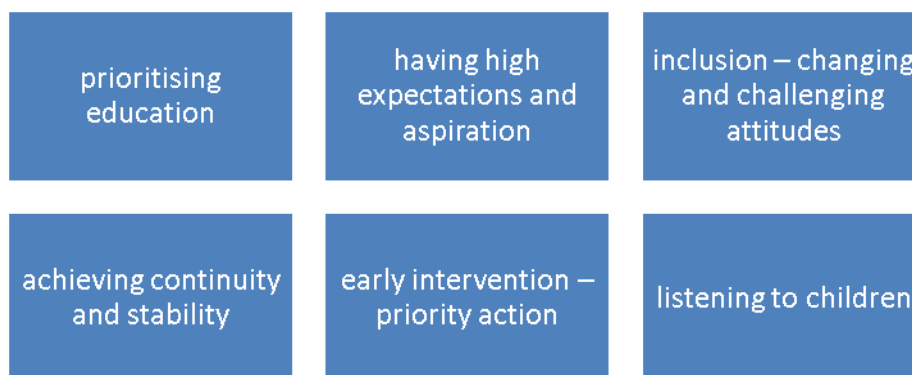 prioritising
education
having high
expectations and
aspiration
inclusion – changing
and challenging
attitudes
achieving continuity
and stability
early intervention –
priority action
listening to children